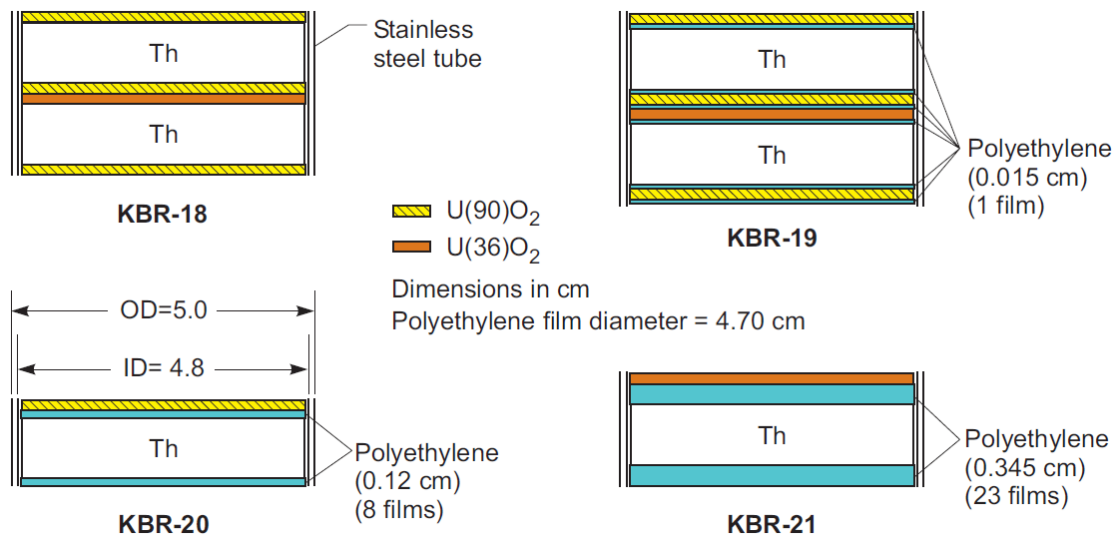 Th
Th
KBR-18
Stainless
steel tube
Th
Th
KBR-19
Polyethylene
(0.015 cm)
(1 film)
U(90)O₂
U(36)O₂
Dimensions in cm
Polyethylene film diameter = 4.70 cm
OD=5.0
ID= 4.8
Th
KBR-20
Polyethylene
(0.12 cm)
(8 films)
Th
KBR-21
Polyethylene
(0.345 cm)
(23 films)